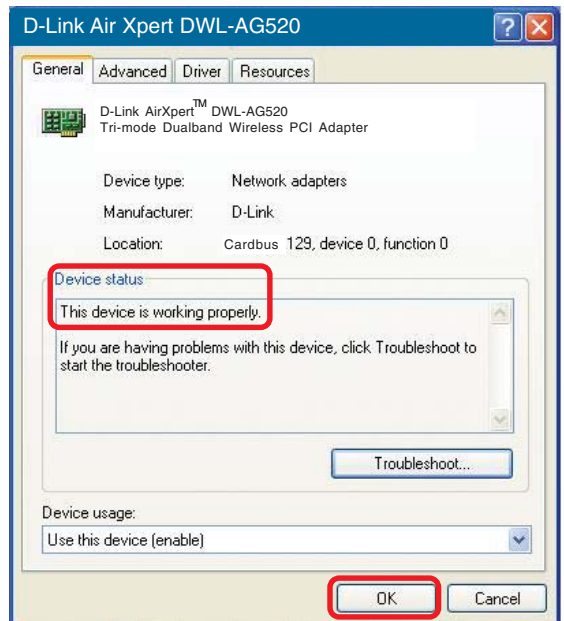 D-Link Air Xpert DWL-AG520
General Advanced Driver Resources
D-Link AirXpert™ DWL-AG520
Tri-mode Dualband Wireless PCI Adapter
Device type: Network adapters
Manufacturer: D-Link
Location: Cardbus 129, device 0, function 0
Device status
This device is working properly.
If you are having problems with this device, click Troubleshoot to
start the troubleshooter.
Troubleshoot...
Device usage:
Use this device (enable)
OK Cancel